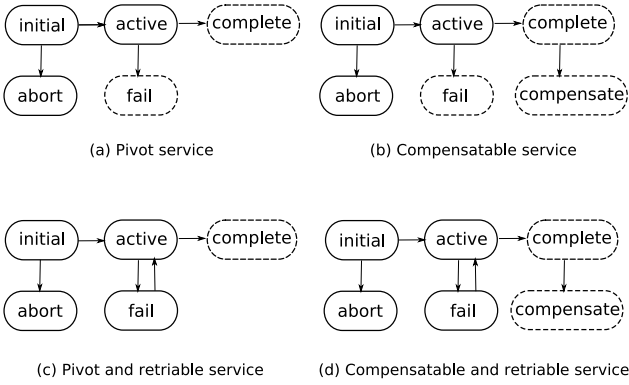 initial active complete initial active complete
abort fail abort fail compensate
(a) Pivot service (b) Compensatable service
initial active complete initial active complete
abort fail abort fail compensate
(c) Pivot and retriable service (d) Compensatable and retriable service